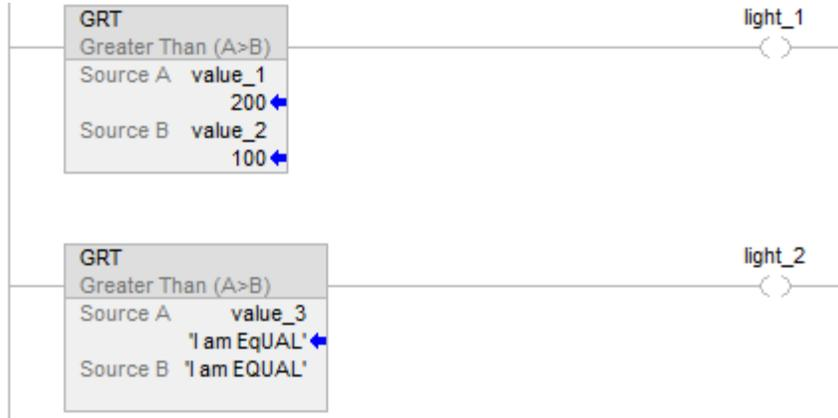 GRT
light_1
Greater Than (A>B)
Source A value_1
200
Source B value_2
100
GRT
light_2
Greater Than (A>B)
Source A value_3
'I am EqUAL'
Source B 'I am EQUAL'